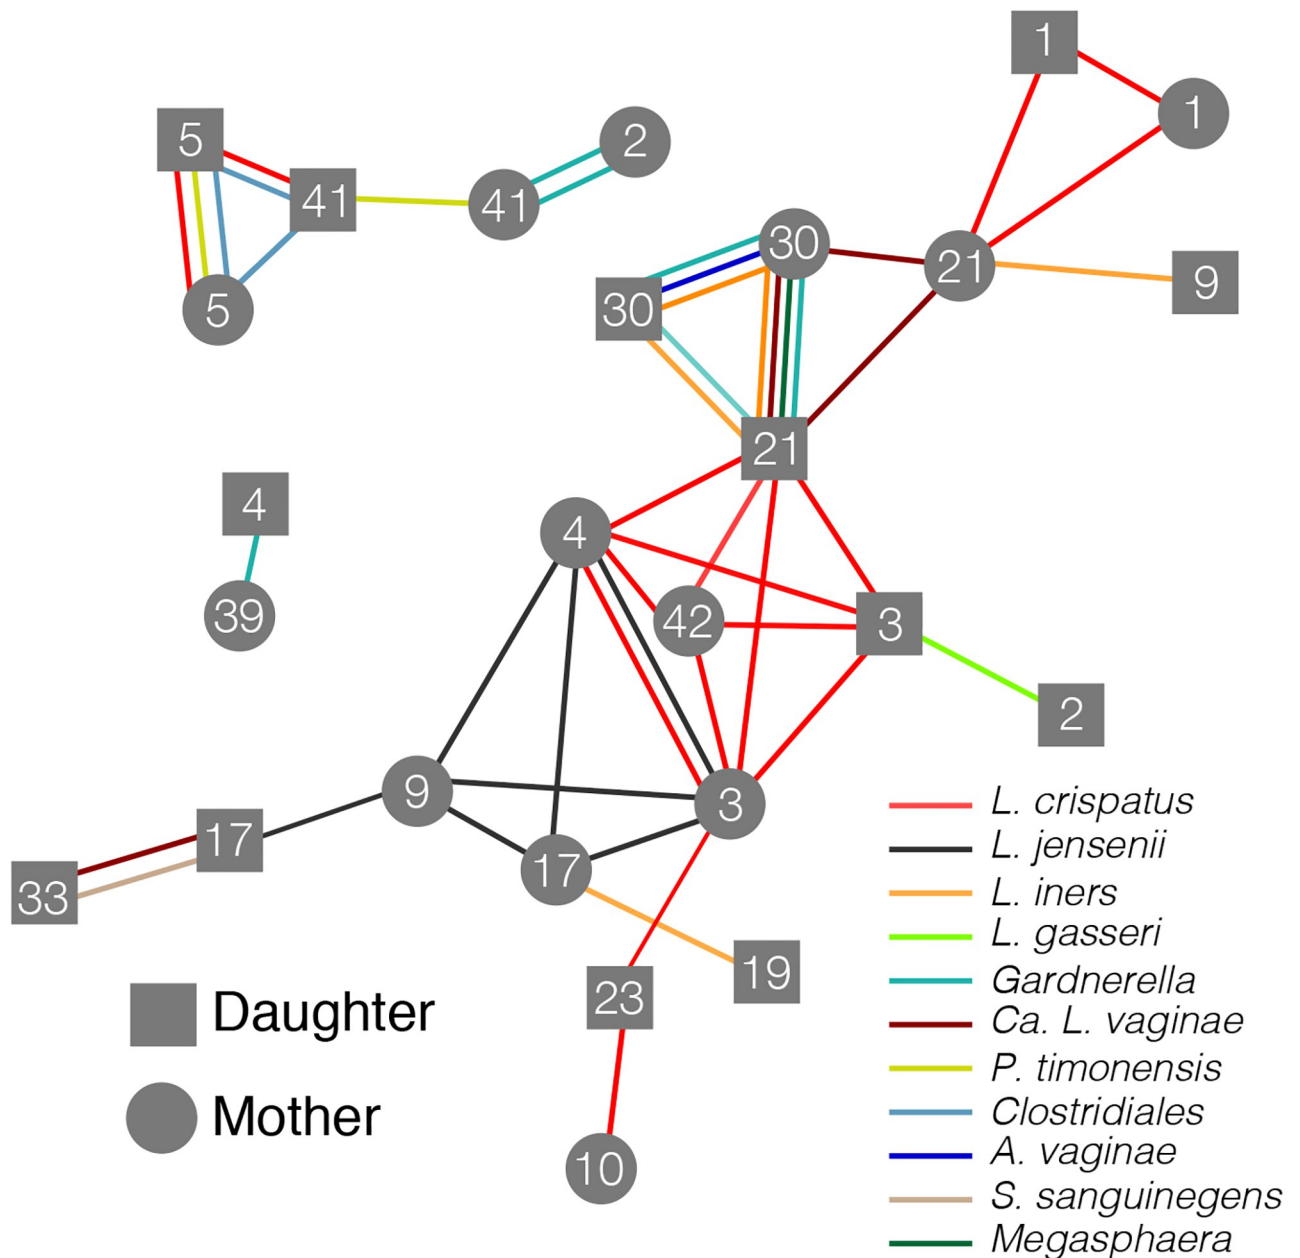 1
1
5
2
41
41
30
21
9
30
5
21
4
4
39
42
3
2
9
3
17
17
33
19
23
10
Daughter
Mother
L. crispatus
L. jensenii
L. iners
L. gasseri
Gardnerella
Ca. L. vaginae
P. timonensis
Clostridiales
A. vaginae
S. sanguinegens
Megasphaera